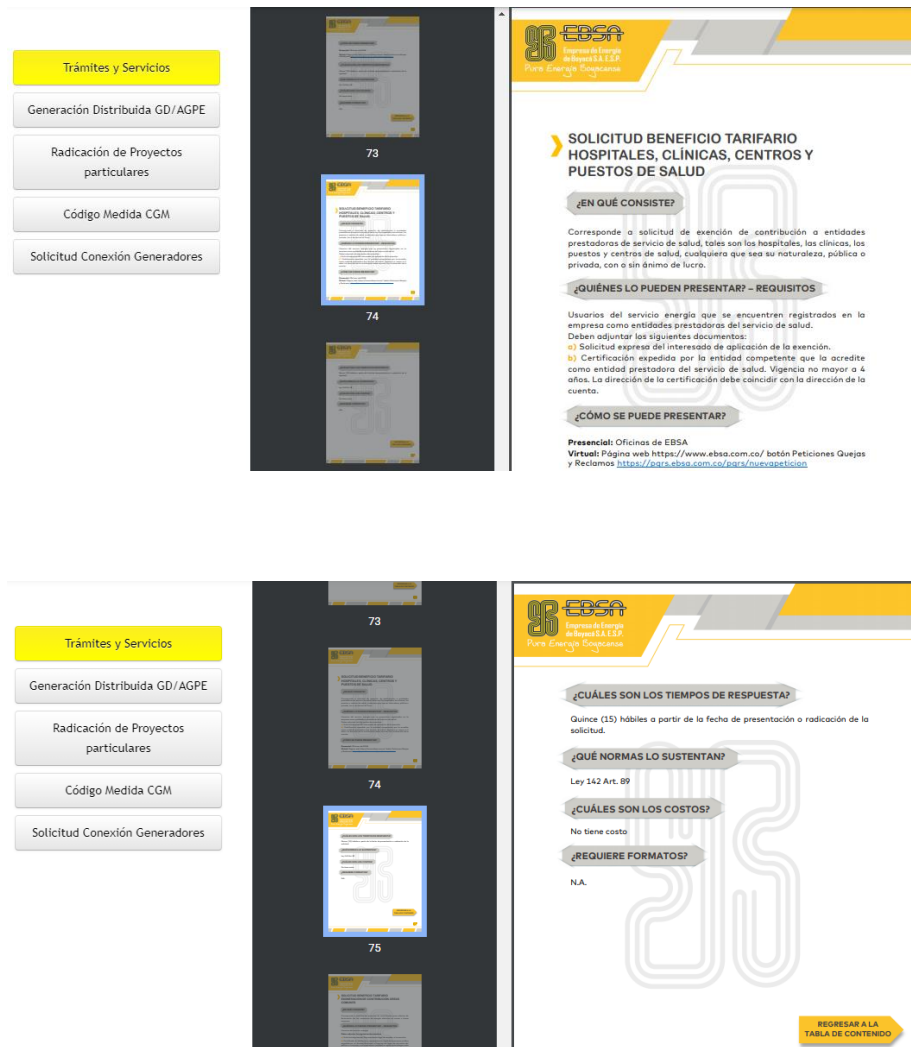 Trámites y Servicios
Generación Distribuida GD/AGPE
Radicación de Proyectos
particulares
Código Medida CGM
Solicitud Conexión Generadores
73
74
EBSA
Empresa de Energía
de Boyacá S.A. E.S.P.
Pura Energía Boyacense
SOLICITUD BENEFICIO TARIFARIO
HOSPITALES, CLÍNICAS, CENTROS Y
PUESTOS DE SALUD
¿EN QUÉ CONSISTE?
Corresponde a solicitud de exención de contribución a entidades
prestadoras de servicio de salud, tales son los hospitales, las clínicas, los
puestos y centros de salud, cualquiera que sea su naturaleza, pública o
privada, con o sin ánimo de lucro.
¿QUIÉNES LO PUEDEN PRESENTAR? – REQUISITOS
Usuarios del servicio energía que se encuentren registrados en la
empresa como entidades prestadoras del servicio de salud.
Deben adjuntar los siguientes documentos:
a) Solicitud expresa del interesado de aplicación de la exención.
b) Certificación expedida por la entidad competente que la acredite
como entidad prestadora del servicio de salud. Vigencia no mayor a 4
años. La dirección de la certificación debe coincidir con la dirección de la
cuenta.
¿CÓMO SE PUEDE PRESENTAR?
Presencial: Oficinas de EBSA
Virtual: Página web https://www.ebsa.com.co/ botón Peticiones Quejas
y Reclamos https://pqrs.ebsa.com.co/pqrs/nuevapeticion
Trámites y Servicios
Generación Distribuida GD/AGPE
Radicación de Proyectos
particulares
Código Medida CGM
Solicitud Conexión Generadores
73
74
75
EBSA
Empresa de Energía
de Boyacá S.A. E.S.P.
Pura Energía Boyacense
¿CUÁLES SON LOS TIEMPOS DE RESPUESTA?
Quince (15) hábiles a partir de la fecha de presentación o radicación de la
solicitud.
¿QUÉ NORMAS LO SUSTENTAN?
Ley 142 Art. 89
¿CUÁLES SON LOS COSTOS?
No tiene costo
¿REQUIERE FORMATOS?
N.A.
REGRESAR A LA
TABLA DE CONTENIDO